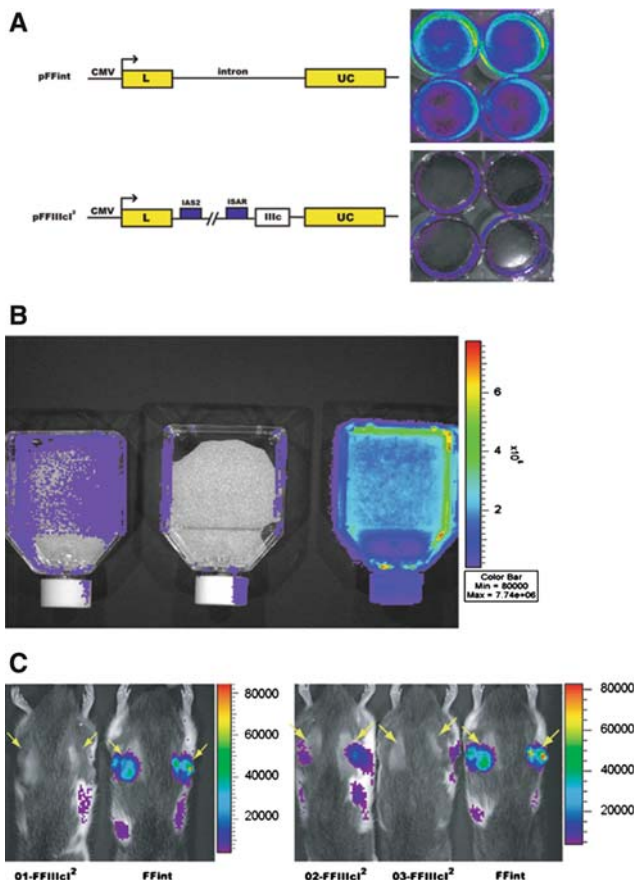 A
pFFint
CMV
L
intron
UC
pFFIIIcI²
CMV
L
IAS2
ISAR
IIIc
UC
B
6
4
2
Color Bar
Min = 80000
Max = 7.74e+06
C
80000
60000
40000
20000
80000
60000
40000
20000
01-FFIIIcI²
FFint
02-FFIIIcI²
03-FFIIIcI²
FFint